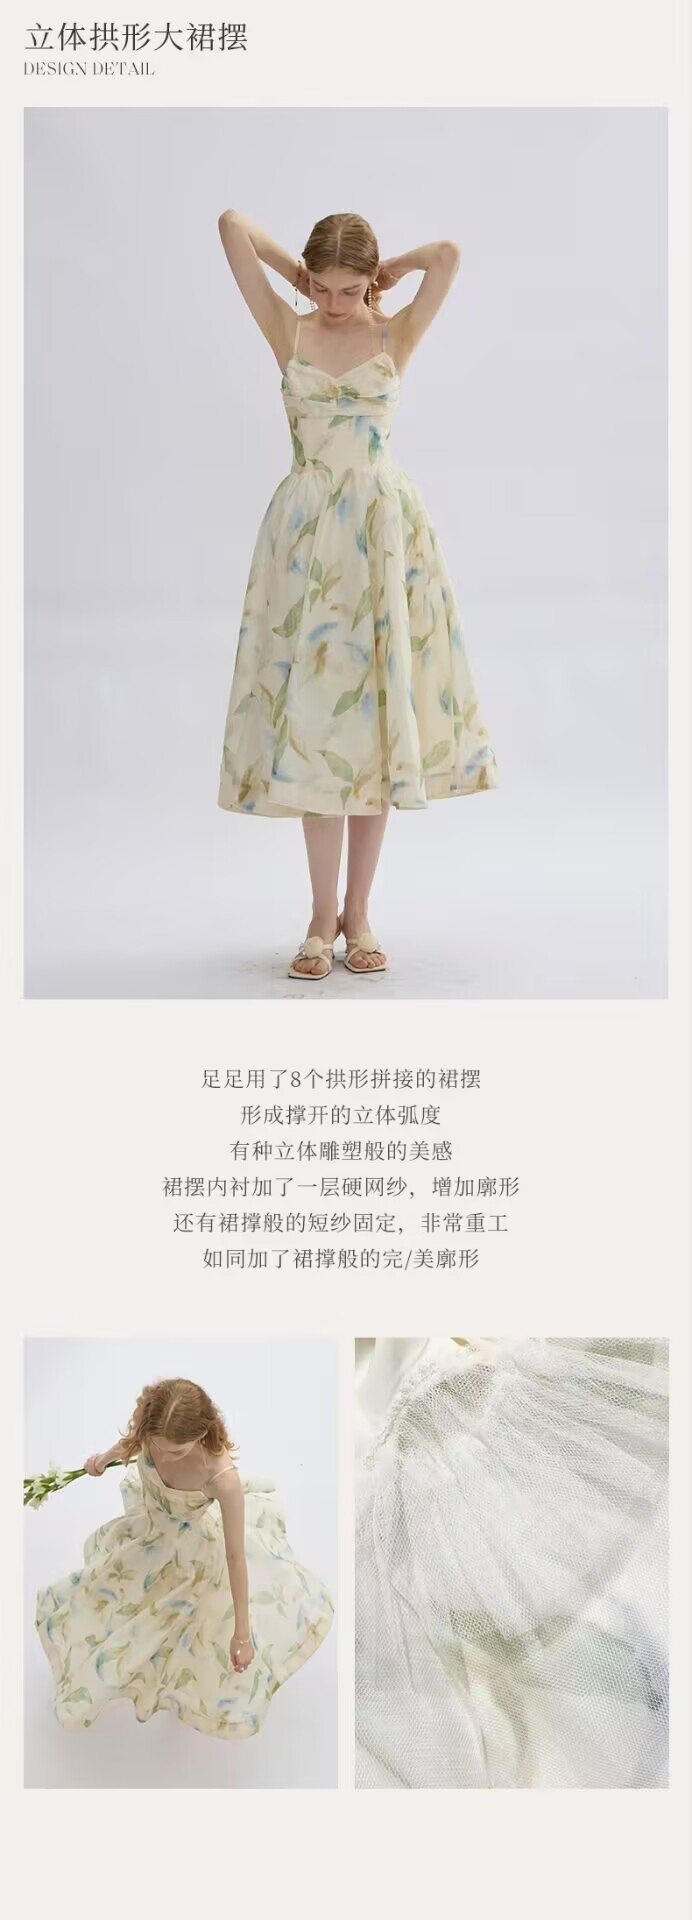 立体拱形大裙摆
DESIGN DETAIL
足足用了8个拱形拼接的裙摆
形成撑开的立体弧度
有种立体雕塑般的美感
裙摆内衬加了一层硬网纱，增加廓形
还有裙撑般的短纱固定，非常重工
如同加了裙撑般的完/美廓形